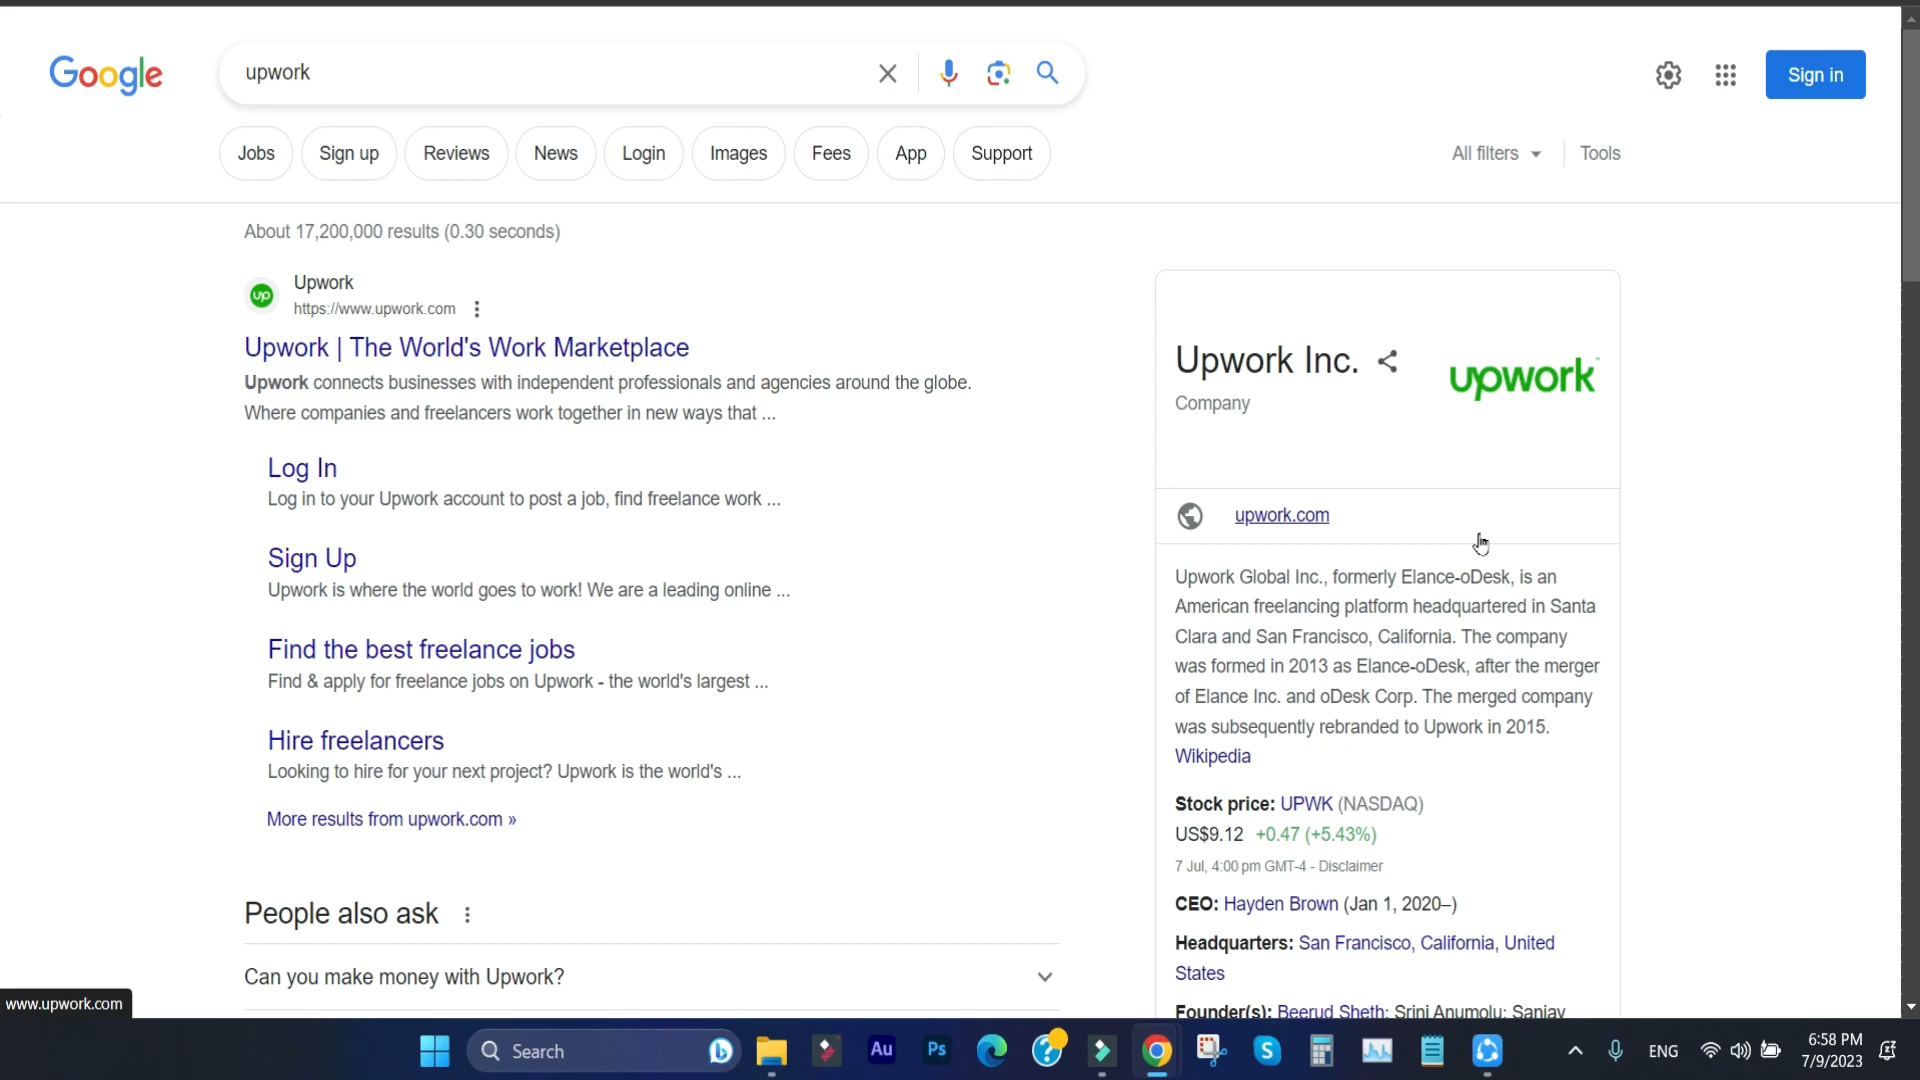 Google
upwork
Sign in
Jobs
Sign up
Reviews
News
Login
Images
Fees
App
Support
All filters
Tools
About 17,200,000 results (0.30 seconds)
up
Upwork
https://www.upwork.com
Upwork | The World's Work Marketplace
Upwork connects businesses with independent professionals and agencies around the globe.
Where companies and freelancers work together in new ways that ...
Log In
Log in to your Upwork account to post a job, find freelance work ...
Sign Up
Upwork is where the world goes to work! We are a leading online ...
Find the best freelance jobs
Find & apply for freelance jobs on Upwork - the world's largest ...
Hire freelancers
Looking to hire for your next project? Upwork is the world's ...
More results from upwork.com »
People also ask
Can you make money with Upwork?
Upwork Inc.
Company
upwork
upwork.com
Upwork Global Inc., formerly Elance-oDesk, is an
American freelancing platform headquartered in Santa
Clara and San Francisco, California. The company
was formed in 2013 as Elance-oDesk, after the merger
of Elance Inc. and oDesk Corp. The merged company
was subsequently rebranded to Upwork in 2015.
Wikipedia
Stock price: UPWK (NASDAQ)
US$9.12 +0.47 (+5.43%)
7 Jul, 4:00 pm GMT-4 - Disclaimer
CEO: Hayden Brown (Jan 1, 2020–)
Headquarters: San Francisco, California, United
States
Founder(s): Beerud Sheth; Srini Anumolu; Sanjay
www.upwork.com
Search
Au
Ps
S
ENG
6:58 PM
7/9/2023